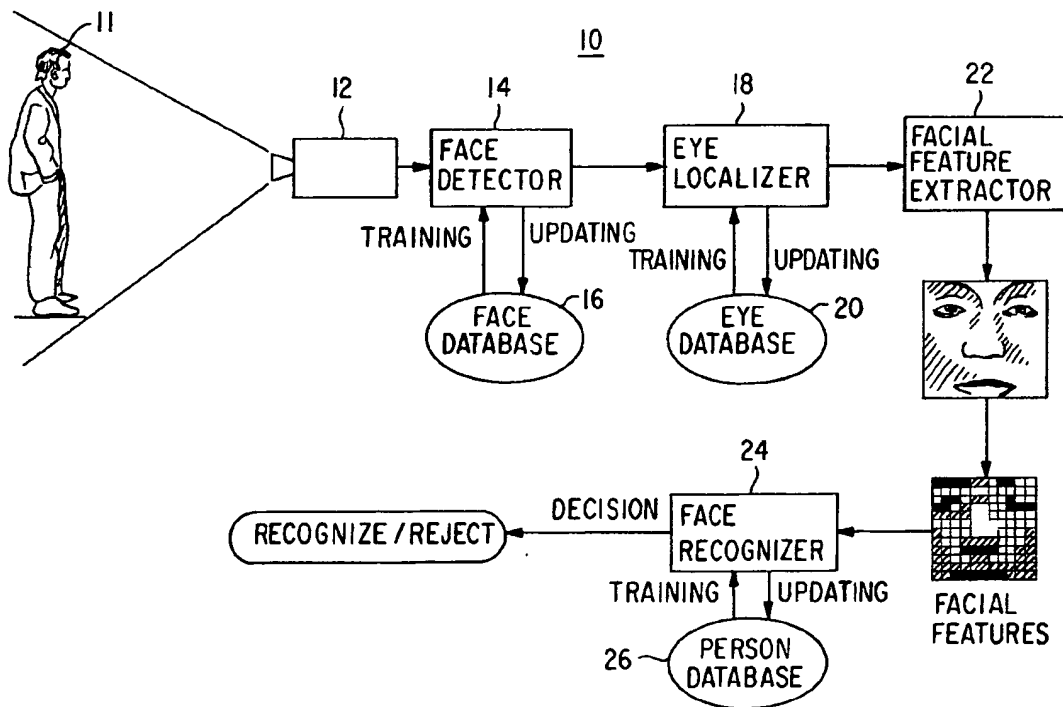 11
10
12
14
18
22
FACE
DETECTOR
EYE
LOCALIZER
FACIAL
FEATURE
EXTRACTOR
TRAINING
UPDATING
TRAINING
UPDATING
FACE
DATABASE
16
EYE
DATABASE
20
24
DECISION
RECOGNIZE/REJECT
FACE
RECOGNIZER
TRAINING
UPDATING
FACIAL
FEATURES
26
PERSON
DATABASE